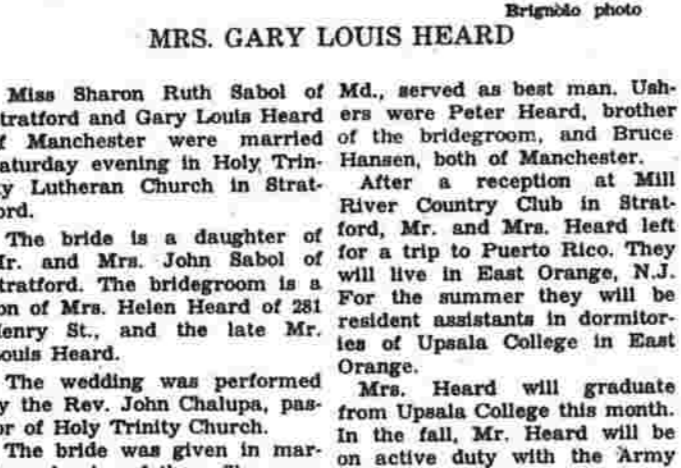 Brignolo photo
MRS. GARY LOUIS HEARD
Miss Sharon Ruth Sabol of
tratford and Gary Louis Heard
f Manchester were married
aturday evening in Holy Trin-
y Lutheran Church in Strat-
ord.
The bride is a daughter of
Mr. and Mrs. John Sabol of
tratford. The bridegroom is a
on of Mrs. Helen Heard of 281
Henry St., and the late Mr.
ouis Heard.
The wedding was performed
y the Rev. John Chalupa, pas-
or of Holy Trinity Church.
The bride was given in mar-
Md., served as best man. Ush-
ers were Peter Heard, brother
of the bridegroom, and Bruce
Hansen, both of Manchester.
After a reception at Mill
River Country Club in Strat-
ford, Mr. and Mrs. Heard left
for a trip to Puerto Rico. They
will live in East Orange, N.J.
For the summer they will be
resident assistants in dormitor-
ies of Upsala College in East
Orange.
Mrs. Heard will graduate
from Upsala College this month.
In the fall, Mr. Heard will be
on active duty with the Army